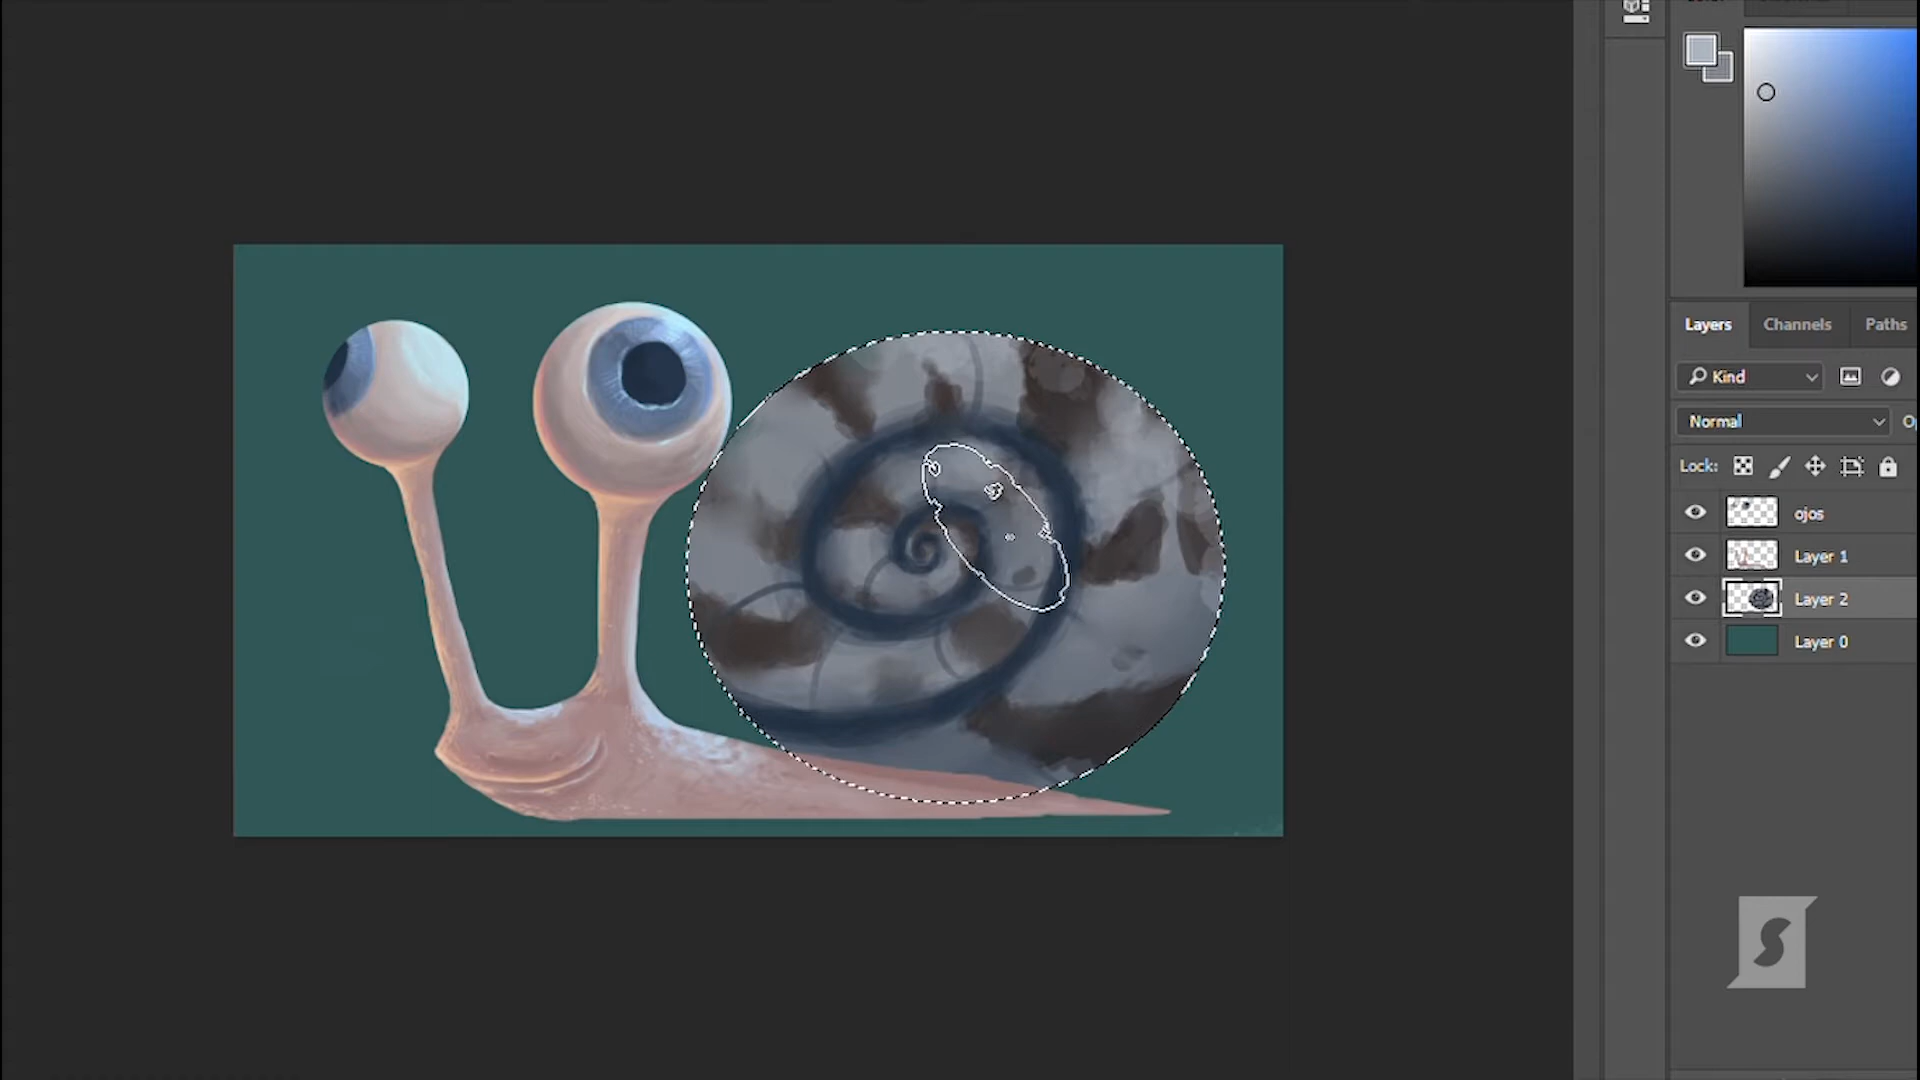 Layers Channels Paths
Kind
Normal
Lock:
ojos
Layer 1
Layer 2
Layer 0
S